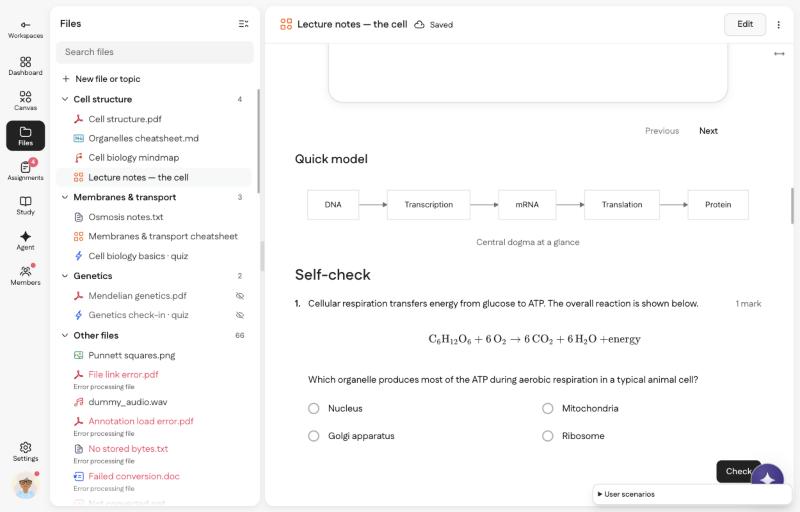 Workspaces
Dashboard
Canvas
Files
4
Assignments
Study
Agent
Members
Settings
Files
Search files
New file or topic
Cell structure 4
Cell structure.pdf
Organelles cheatsheet.md
Cell biology mindmap
Lecture notes — the cell
Membranes & transport 3
Osmosis notes.txt
Membranes & transport cheatsheet
Cell biology basics · quiz
Genetics 2
Mendelian genetics.pdf
Genetics check-in · quiz
Other files 66
Punnett squares.png
File link error.pdf
Error processing file
dummy_audio.wav
Annotation load error.pdf
Error processing file
No stored bytes.txt
Error processing file
Failed conversion.doc
Error processing file
Lecture notes — the cell Saved Edit
Previous Next
Quick model
DNA Transcription mRNA Translation Protein
Central dogma at a glance
Self-check
1. Cellular respiration transfers energy from glucose to ATP. The overall reaction is shown below. 1 mark
C₆H₁₂O₆ + 6 O₂ → 6 CO₂ + 6 H₂O +energy
Which organelle produces most of the ATP during aerobic respiration in a typical animal cell?
Nucleus Mitochondria
Golgi apparatus Ribosome
Check
User scenarios